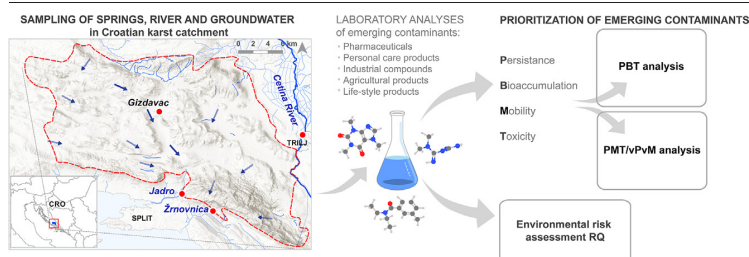 SAMPLING OF SPRINGS, RIVER AND GROUNDWATER
in Croatian karst catchment
0 2 4 6 km
Cetina River
Gizdavac
TRILJ
Jadro
Žrnovnica
SPLIT
CRO
LABORATORY ANALYSES
of emerging contaminants:
· Pharmaceuticals
· Personal care products
· Industrial compounds
· Agricultural products
· Life-style products
PRIORITIZATION OF EMERGING CONTAMINANTS
Persistance
Bioaccumulation
Mobility
Toxicity
PBT analysis
PMT/vPvM analysis
Environmental risk
assessment RQ